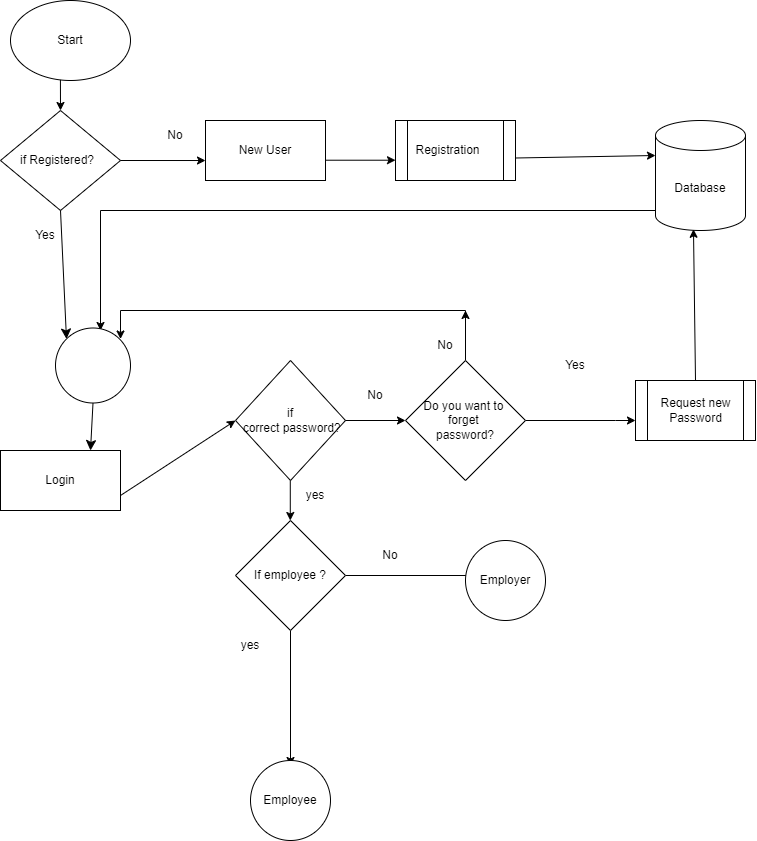 Start
No
if Registered?
New User
Registration
Database
Yes
No
Yes
No
if
correct password?
Do you want to
forget
password?
Request new
Password
Login
yes
No
If employee ?
Employer
yes
Employee